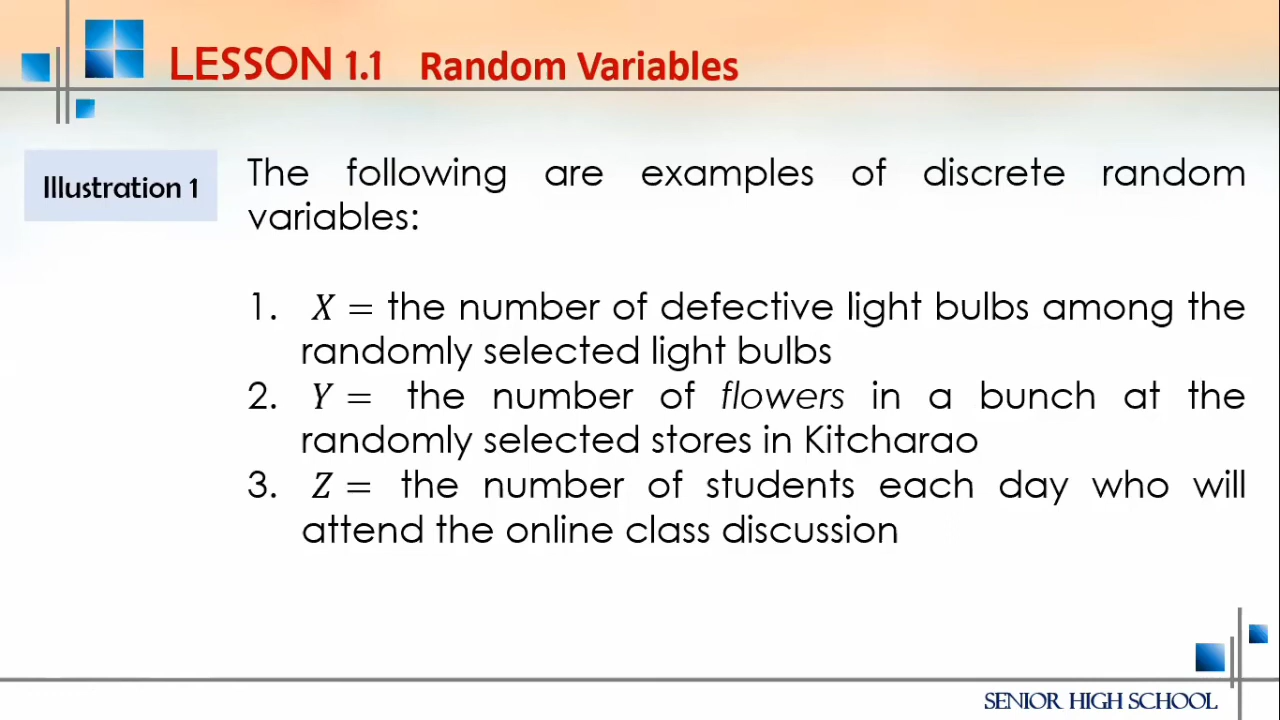 LESSON 1.1 Random Variables
Illustration 1
The following are examples of discrete random
variables:
1. X = the number of defective light bulbs among the
randomly selected light bulbs
2. Y = the number of flowers in a bunch at the
randomly selected stores in Kitcharao
3. Z = the number of students each day who will
attend the online class discussion
SENIOR HIGH SCHOOL